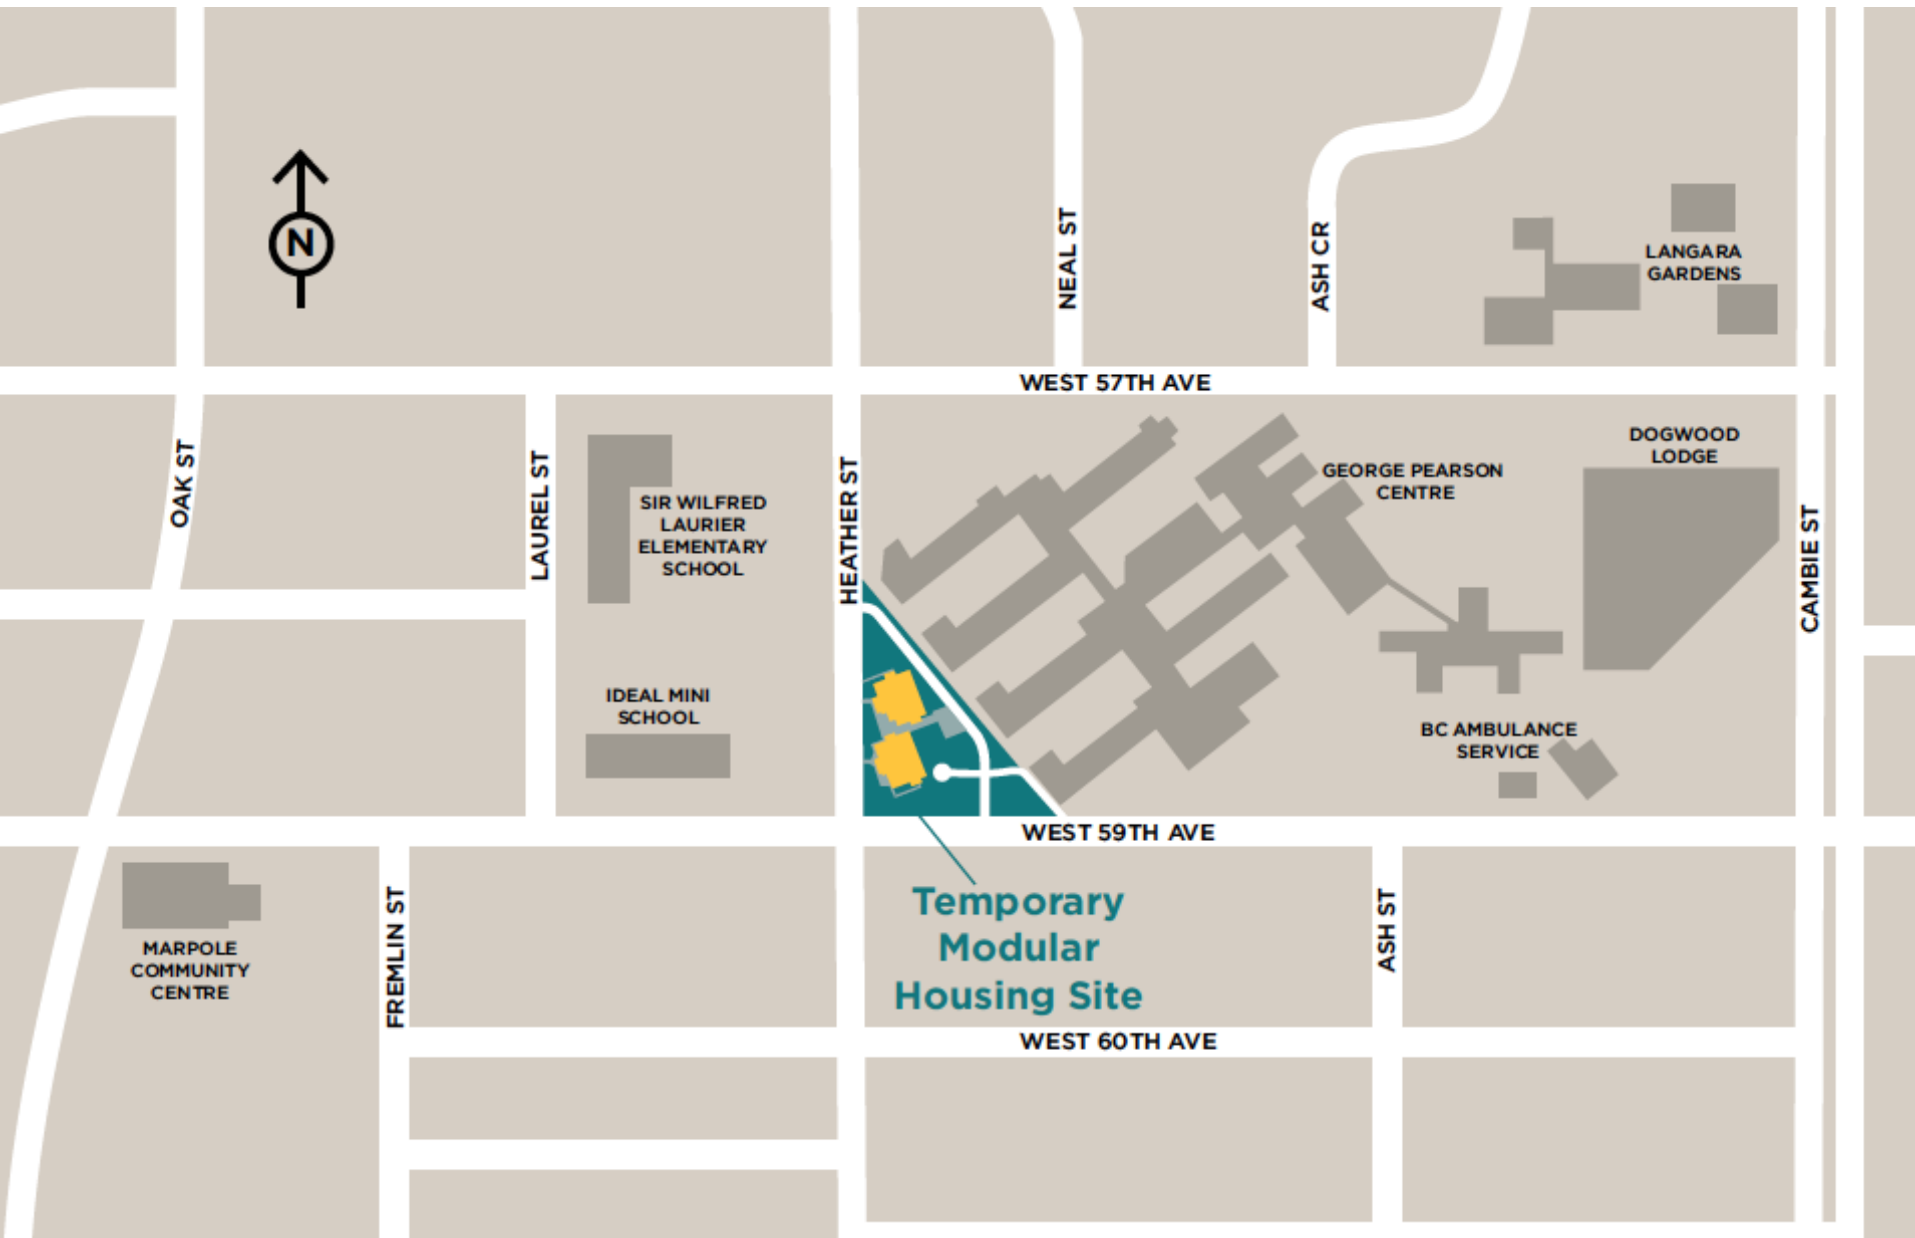 N
NEAL ST
ASH CR
LANGARA
GARDENS
WEST 57TH AVE
OAK ST
LAUREL ST
SIR WILFRED
LAURIER
ELEMENTARY
SCHOOL
HEATHER ST
GEORGE PEARSON
CENTRE
DOGWOOD
LODGE
CAMBIE ST
IDEAL MINI
SCHOOL
BC AMBULANCE
SERVICE
WEST 59TH AVE
MARPOLE
COMMUNITY
CENTRE
FREMLIN ST
Temporary
Modular
Housing Site
ASH ST
WEST 60TH AVE